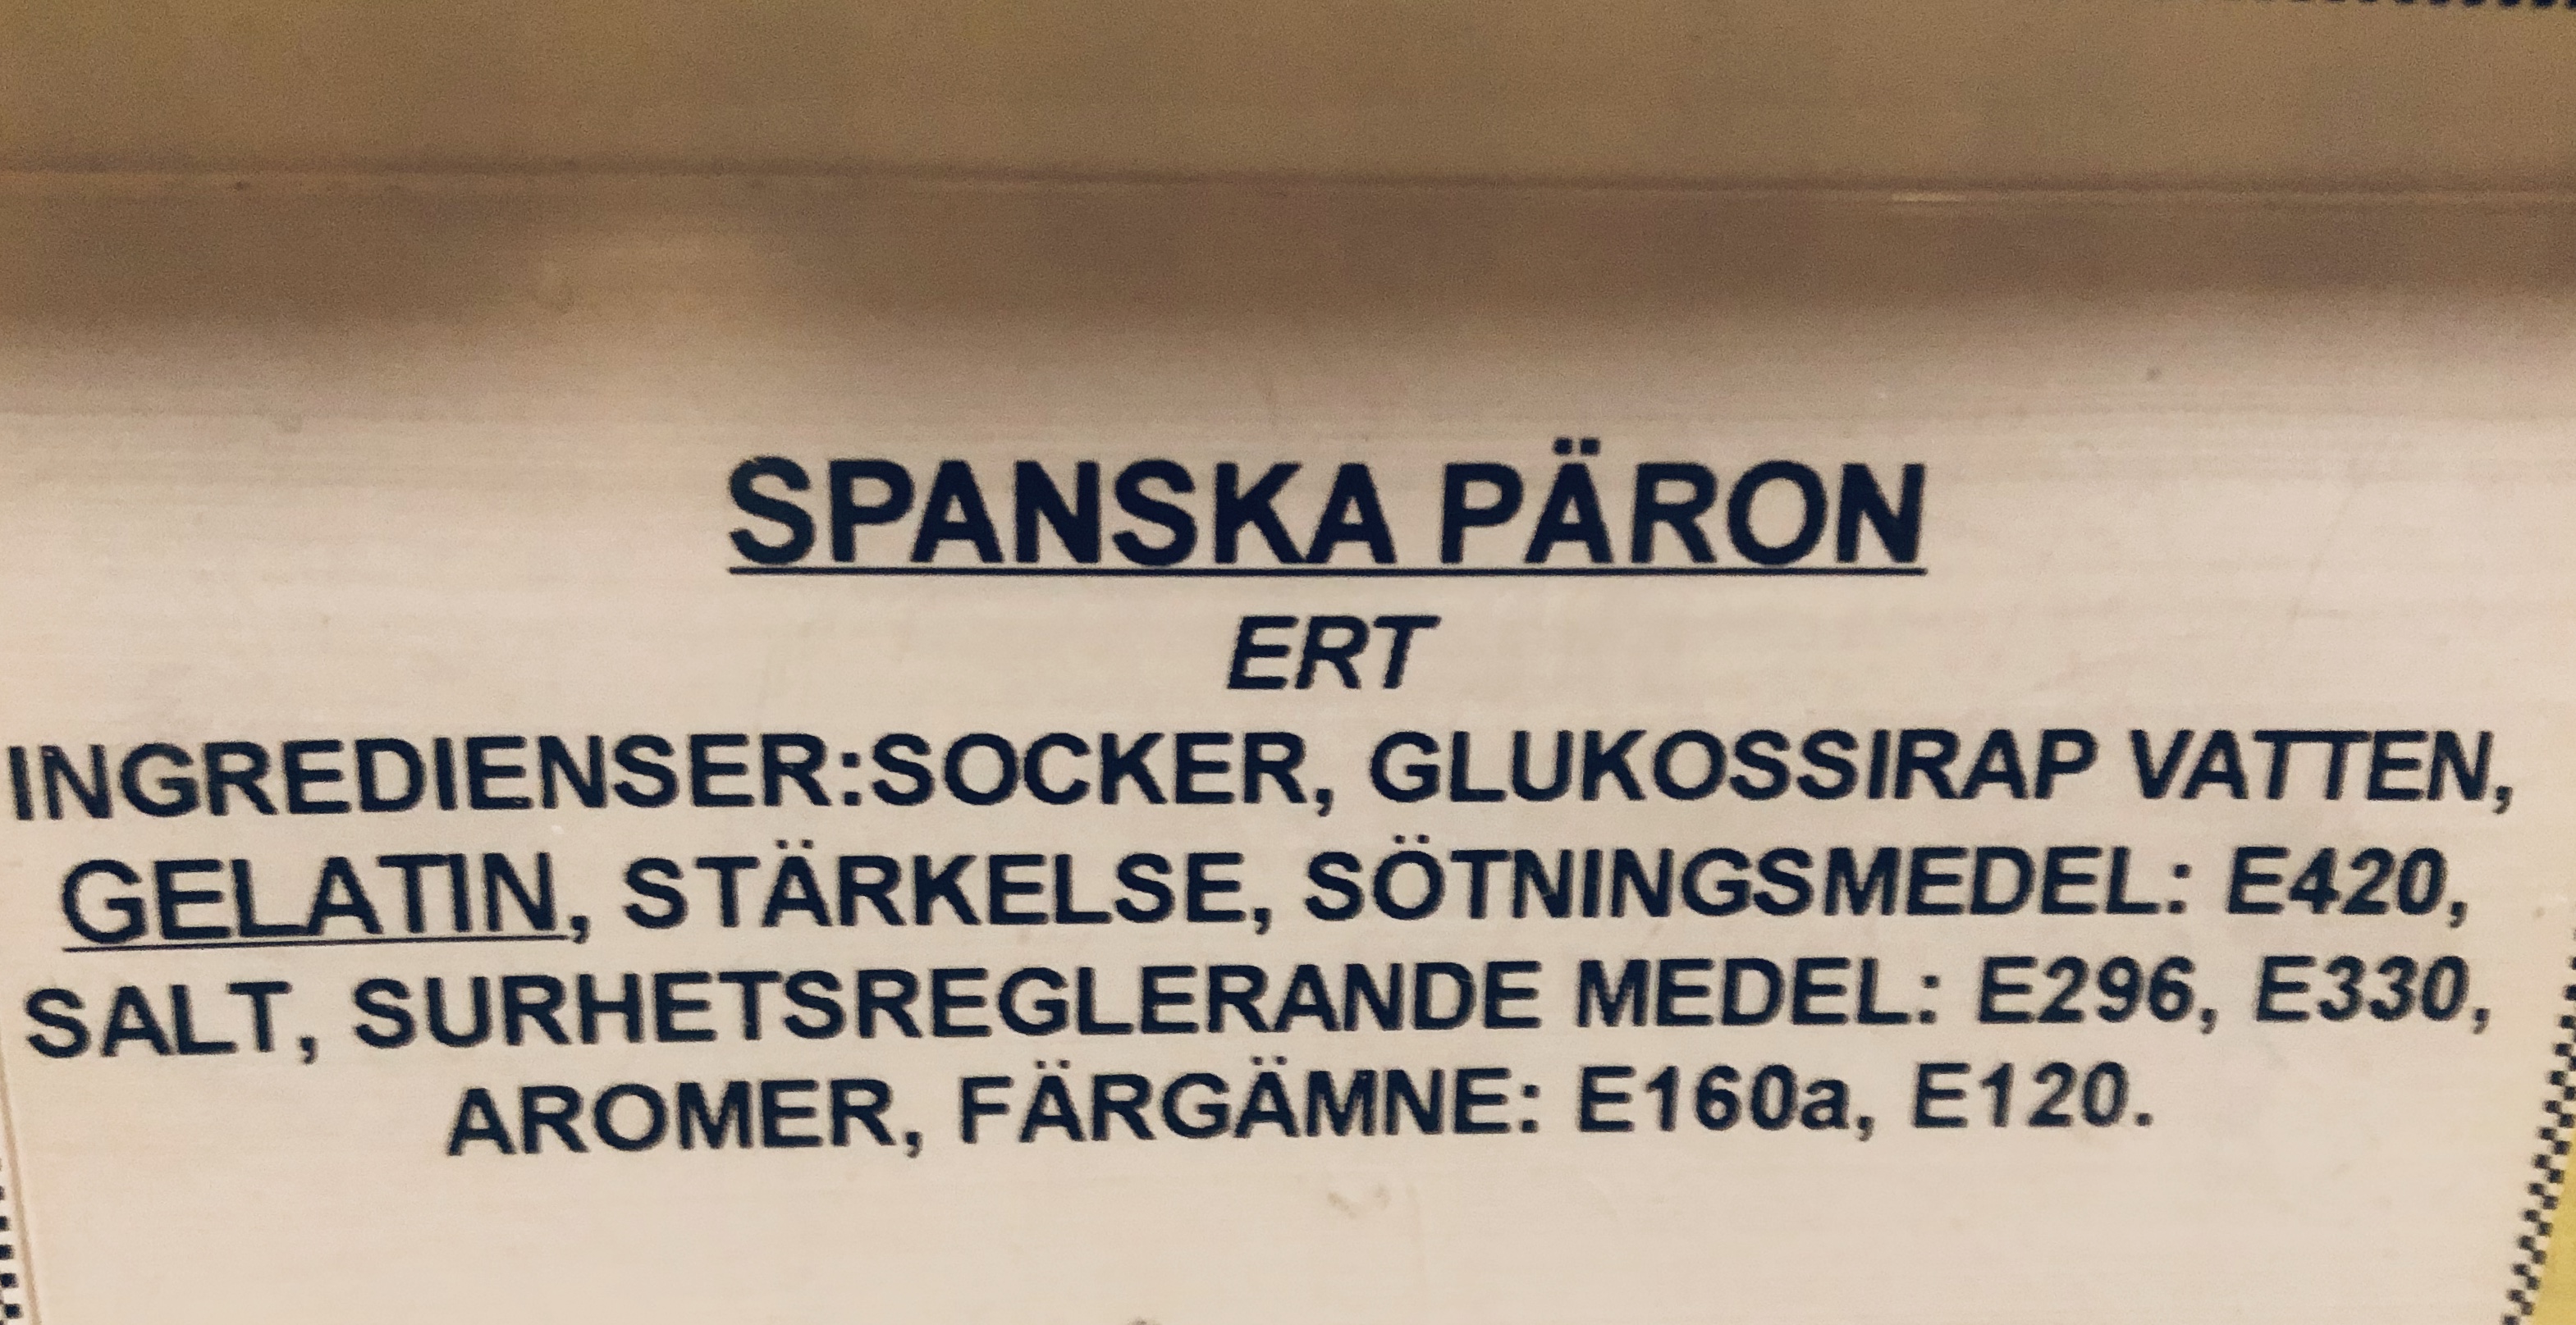 SPANSKA PÄRON
ERT
INGREDIENSER:SOCKER, GLUKOSSIRAP VATTEN,
GELATIN, STÄRKELSE, SÖTNINGSMEDEL: E420,
SALT, SURHETSREGLERANDE MEDEL: E296, E330,
AROMER, FÄRGÄMNE: E160a, E120.